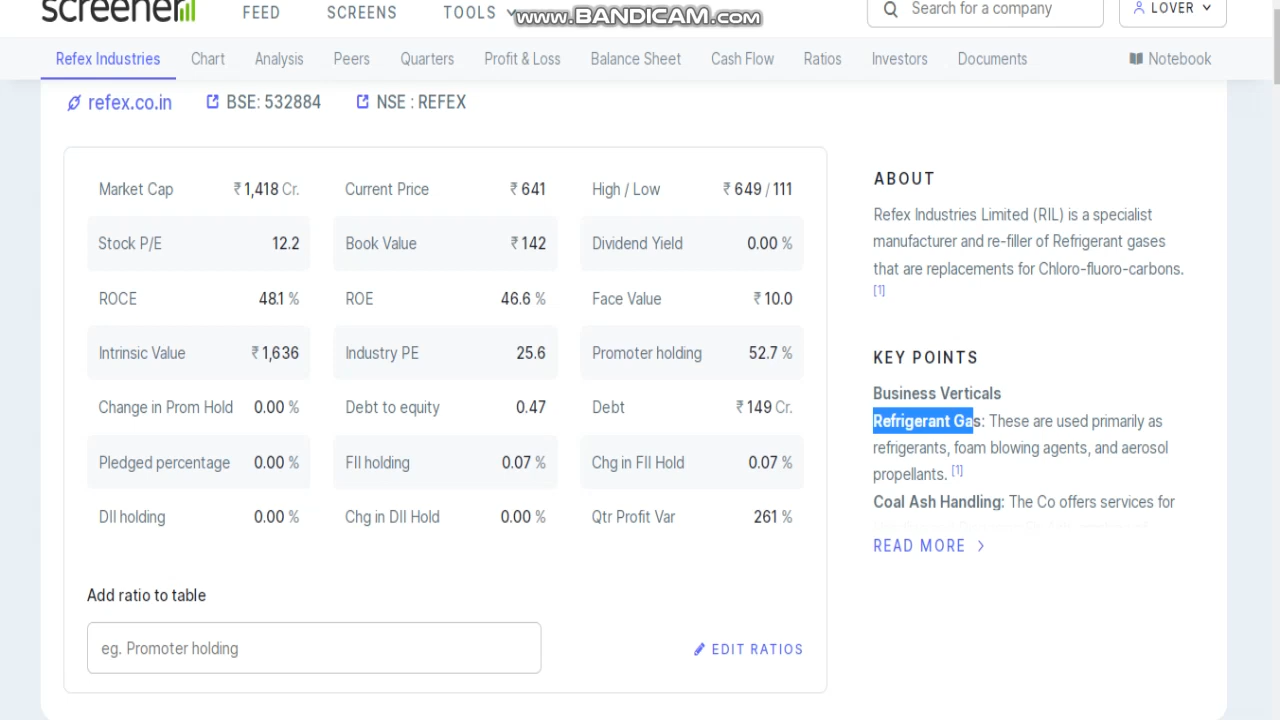 screener
FEED
SCREENS
TOOLS
www.BANDICAM.com
Search for a company
LOVER
Refex Industries
Chart
Analysis
Peers
Quarters
Profit & Loss
Balance Sheet
Cash Flow
Ratios
Investors
Documents
Notebook
refex.co.in
BSE: 532884
NSE : REFEX
Market Cap ₹ 1,418 Cr.
Current Price ₹ 641
High / Low ₹ 649 / 111
Stock P/E 12.2
Book Value ₹ 142
Dividend Yield 0.00 %
ROCE 48.1 %
ROE 46.6 %
Face Value ₹ 10.0
Intrinsic Value ₹ 1,636
Industry PE 25.6
Promoter holding 52.7 %
Change in Prom Hold 0.00 %
Debt to equity 0.47
Debt ₹ 149 Cr.
Pledged percentage 0.00 %
FII holding 0.07 %
Chg in FII Hold 0.07 %
DII holding 0.00 %
Chg in DII Hold 0.00 %
Qtr Profit Var 261 %
Add ratio to table
eg. Promoter holding
EDIT RATIOS
ABOUT
Refex Industries Limited (RIL) is a specialist
manufacturer and re-filler of Refrigerant gases
that are replacements for Chloro-fluoro-carbons.
[1]
KEY POINTS
Business Verticals
Refrigerant Gas: These are used primarily as
refrigerants, foam blowing agents, and aerosol
propellants. [1]
Coal Ash Handling: The Co offers services for
READ MORE